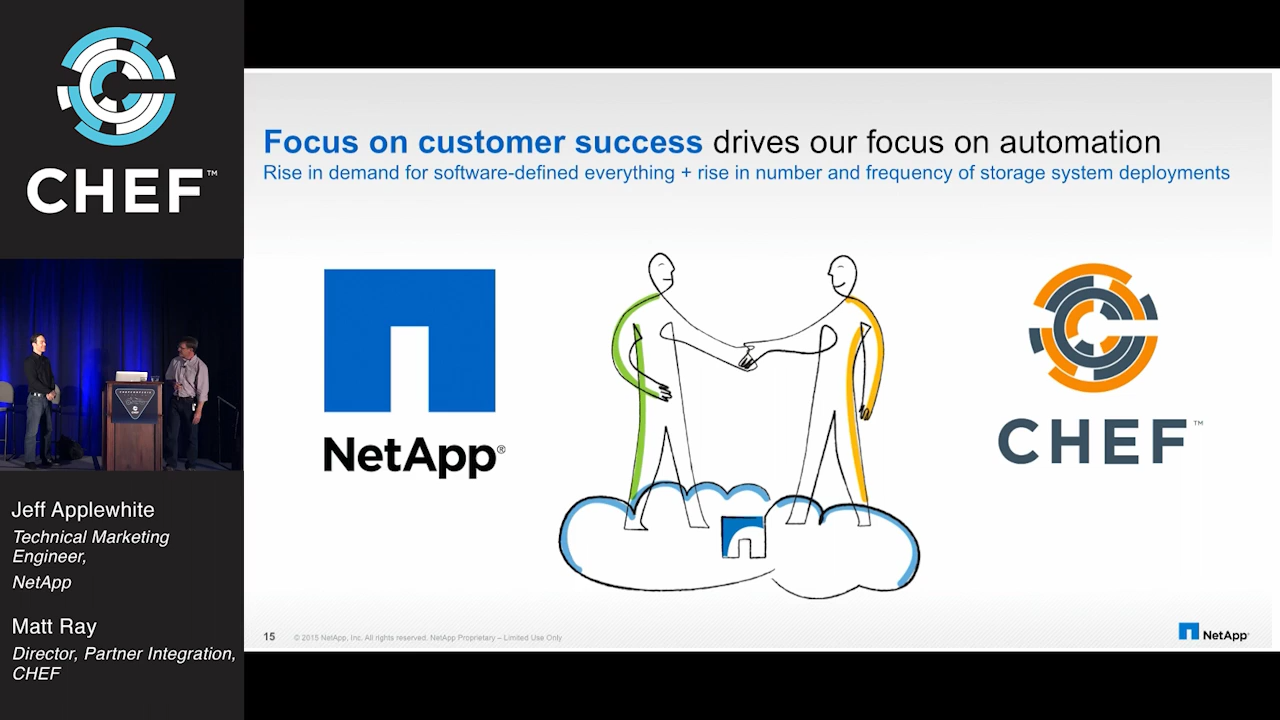 CHEF™
Jeff Applewhite
Technical Marketing
Engineer,
NetApp
Matt Ray
Director, Partner Integration,
CHEF
Focus on customer success drives our focus on automation
Rise in demand for software-defined everything + rise in number and frequency of storage system deployments
NetApp®
CHEF™
15 © 2015 NetApp, Inc. All rights reserved. NetApp Proprietary – Limited Use Only
NetApp®